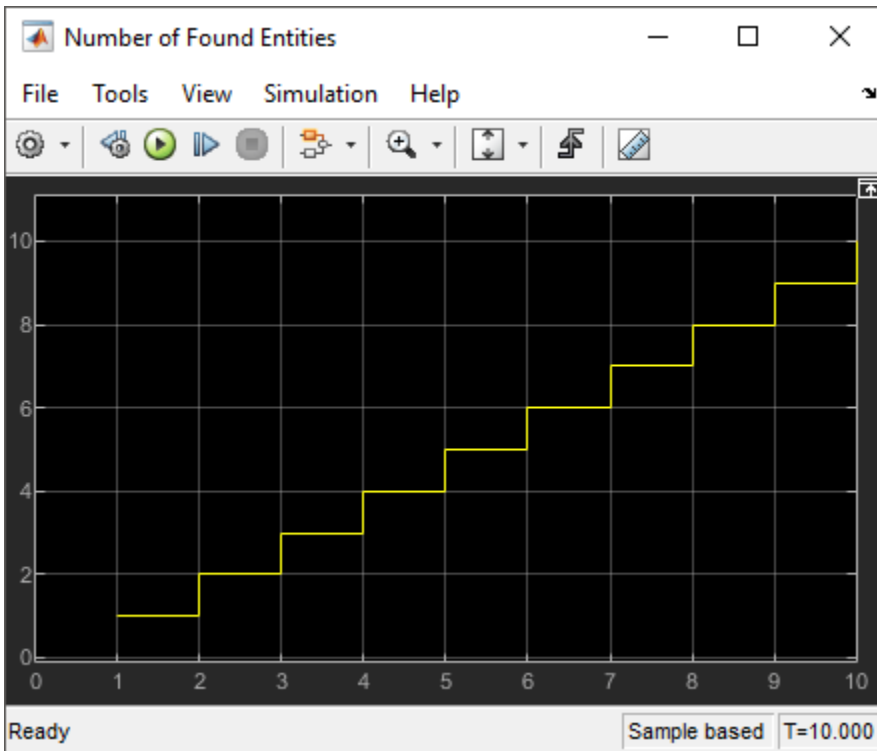 Number of Found Entities
File Tools View Simulation Help
10
8
6
4
2
0
0 1 2 3 4 5 6 7 8 9 10
Ready Sample based T=10.000